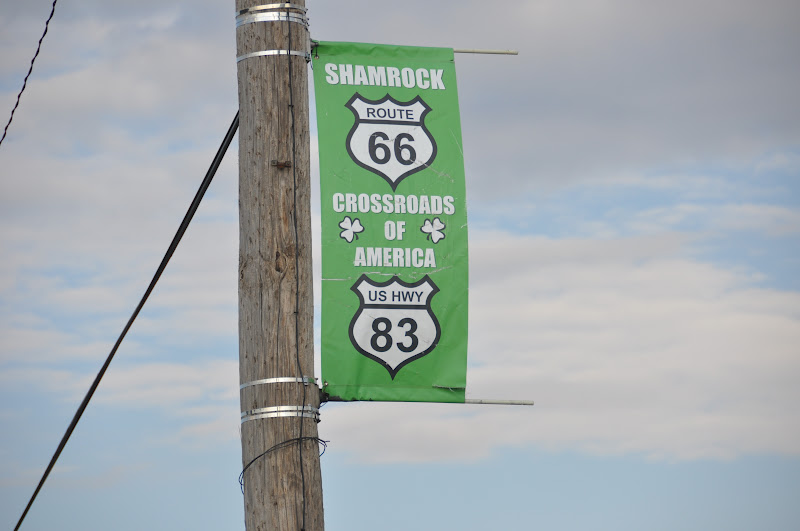 SHAMROCK
ROUTE
66
CROSSROADS
OF
AMERICA
US HWY
83